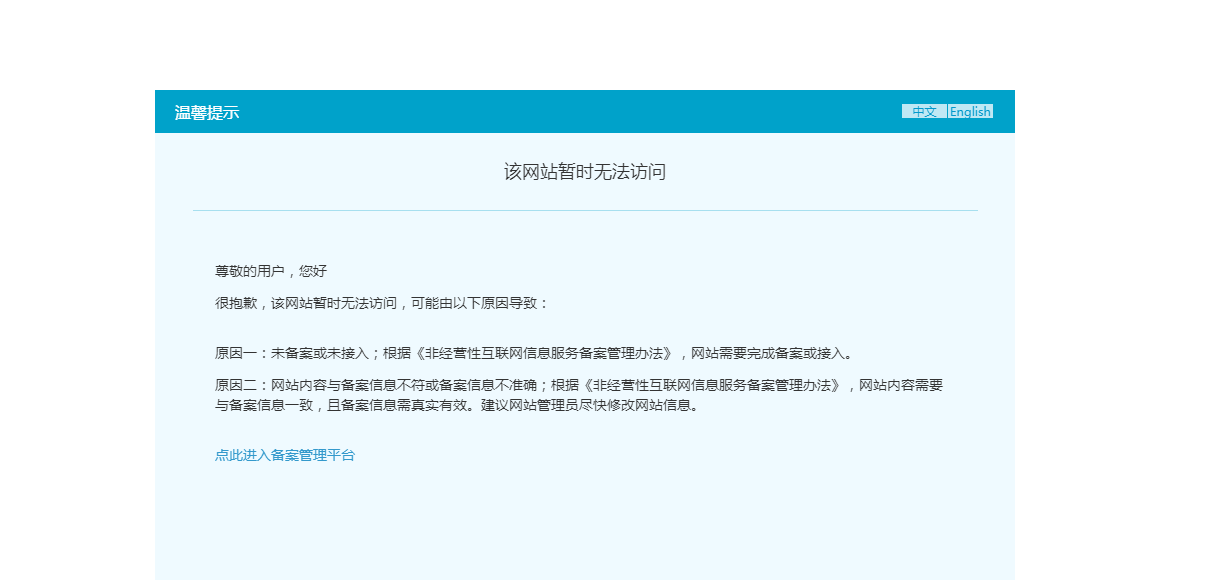 温馨提示
中文 English
该网站暂时无法访问
尊敬的用户，您好
很抱歉，该网站暂时无法访问，可能由以下原因导致：
原因一：未备案或未接入；根据《非经营性互联网信息服务备案管理办法》，网站需要完成备案或接入。
原因二：网站内容与备案信息不符或备案信息不准确；根据《非经营性互联网信息服务备案管理办法》，网站内容需要
与备案信息一致，且备案信息需真实有效。建议网站管理员尽快修改网站信息。
点此进入备案管理平台